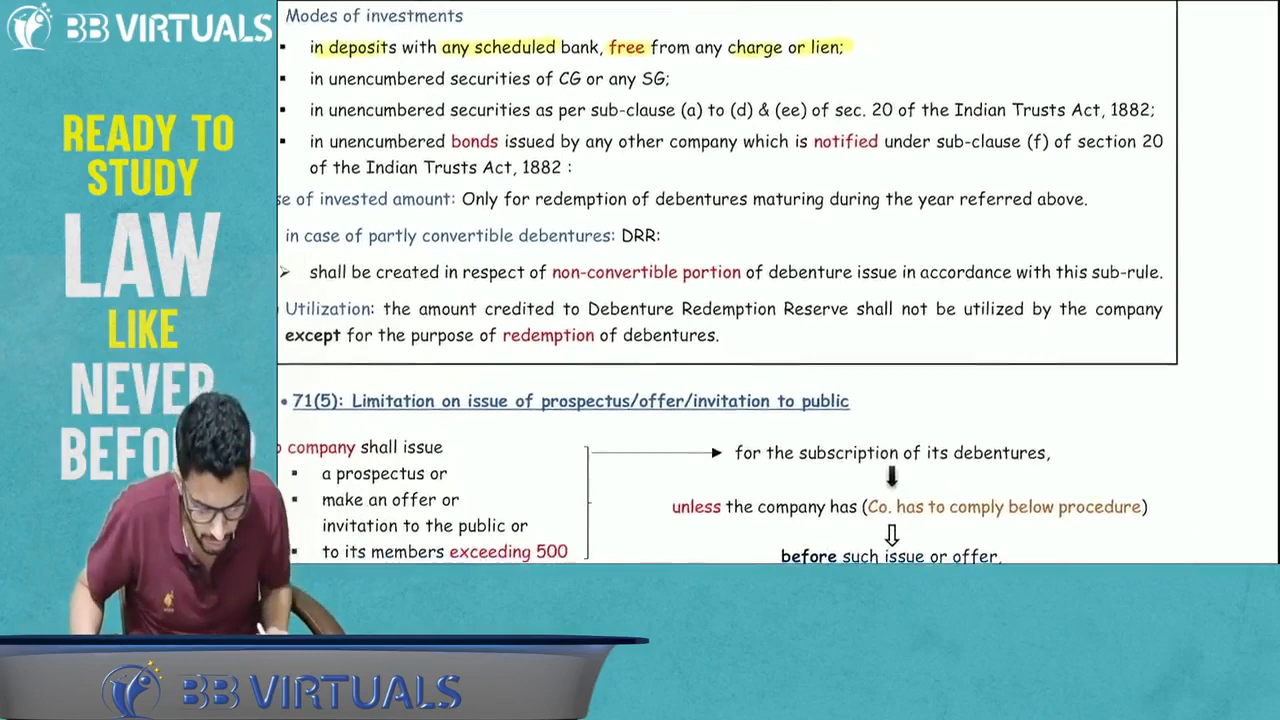 BB VIRTUALS
READY TO
STUDY
LAW
LIKE
NEVER
Modes of investments
▪ in deposits with any scheduled bank, free from any charge or lien;
▪ in unencumbered securities of CG or any SG;
▪ in unencumbered securities as per sub-clause (a) to (d) & (ee) of sec. 20 of the Indian Trusts Act, 1882;
▪ in unencumbered bonds issued by any other company which is notified under sub-clause (f) of section 20
of the Indian Trusts Act, 1882 :
se of invested amount: Only for redemption of debentures maturing during the year referred above.
in case of partly convertible debentures: DRR:
➢ shall be created in respect of non-convertible portion of debenture issue in accordance with this sub-rule.
Utilization: the amount credited to Debenture Redemption Reserve shall not be utilized by the company
except for the purpose of redemption of debentures.
• 71(5): Limitation on issue of prospectus/offer/invitation to public
o company shall issue
▪ a prospectus or
▪ make an offer or
invitation to the public or
▪ to its members exceeding 500
for the subscription of its debentures,
unless the company has (Co. has to comply below procedure)
before such issue or offer,
BB VIRTUALS